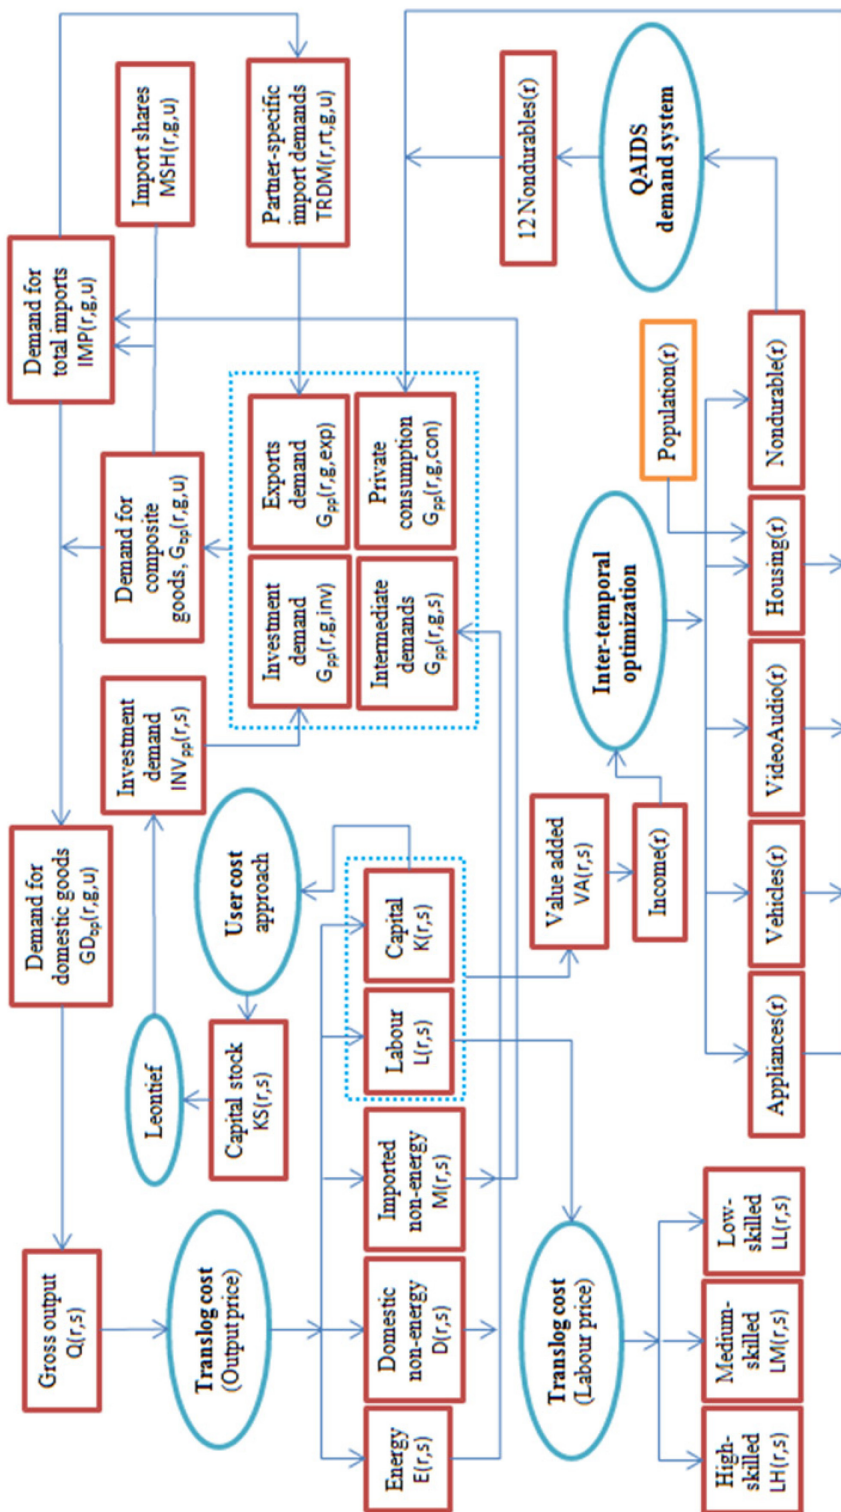 Gross output
Q(r,s)
Demand for
domestic goods
GDbp(r,g,u)
Demand for
total imports
IMP(r,g,u)
Import shares
MSH(r,g,u)
Demand for
composite
goods, Gbp(r,g,u)
Investment
demand
INVpp(r,s)
Leontief
Translog cost
(Output price)
Capital stock
KS(r,s)
User cost
approach
Investment
demand
Gpp(r,g,inv)
Exports
demand
Gpp(r,g,exp)
Partner-specific
import demands
TRDM(r,rt,g,u)
Energy
E(r,s)
Domestic
non-energy
D(r,s)
Imported
non-energy
M(r,s)
Labour
L(r,s)
Capital
K(r,s)
Intermediate
demands
Gpp(r,g,s)
Private
consumption
Gpp(r,g,con)
Translog cost
(Labour price)
Value added
VA(r,s)
Income(r)
Inter-temporal
optimization
Population(r)
12 Nondurables(r)
QAIDS
demand system
High-
skilled
LH(r,s)
Medium-
skilled
LM(r,s)
Low-
skilled
LL(r,s)
Appliances(r)
Vehicles(r)
VideoAudio(r)
Housing(r)
Nondurable(r)